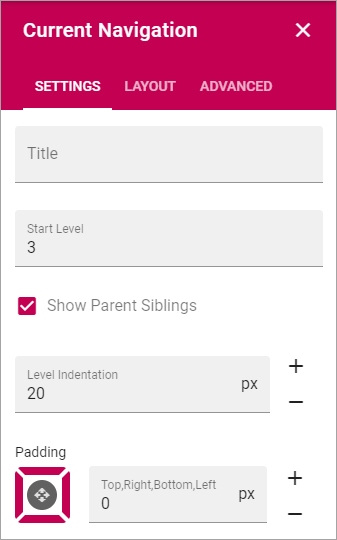 Current Navigation ✕
SETTINGS LAYOUT ADVANCED
Title
Start Level
3
Show Parent Siblings
Level Indentation
20 px
+
−
Padding
Top,Right,Bottom,Left
0 px
+
−